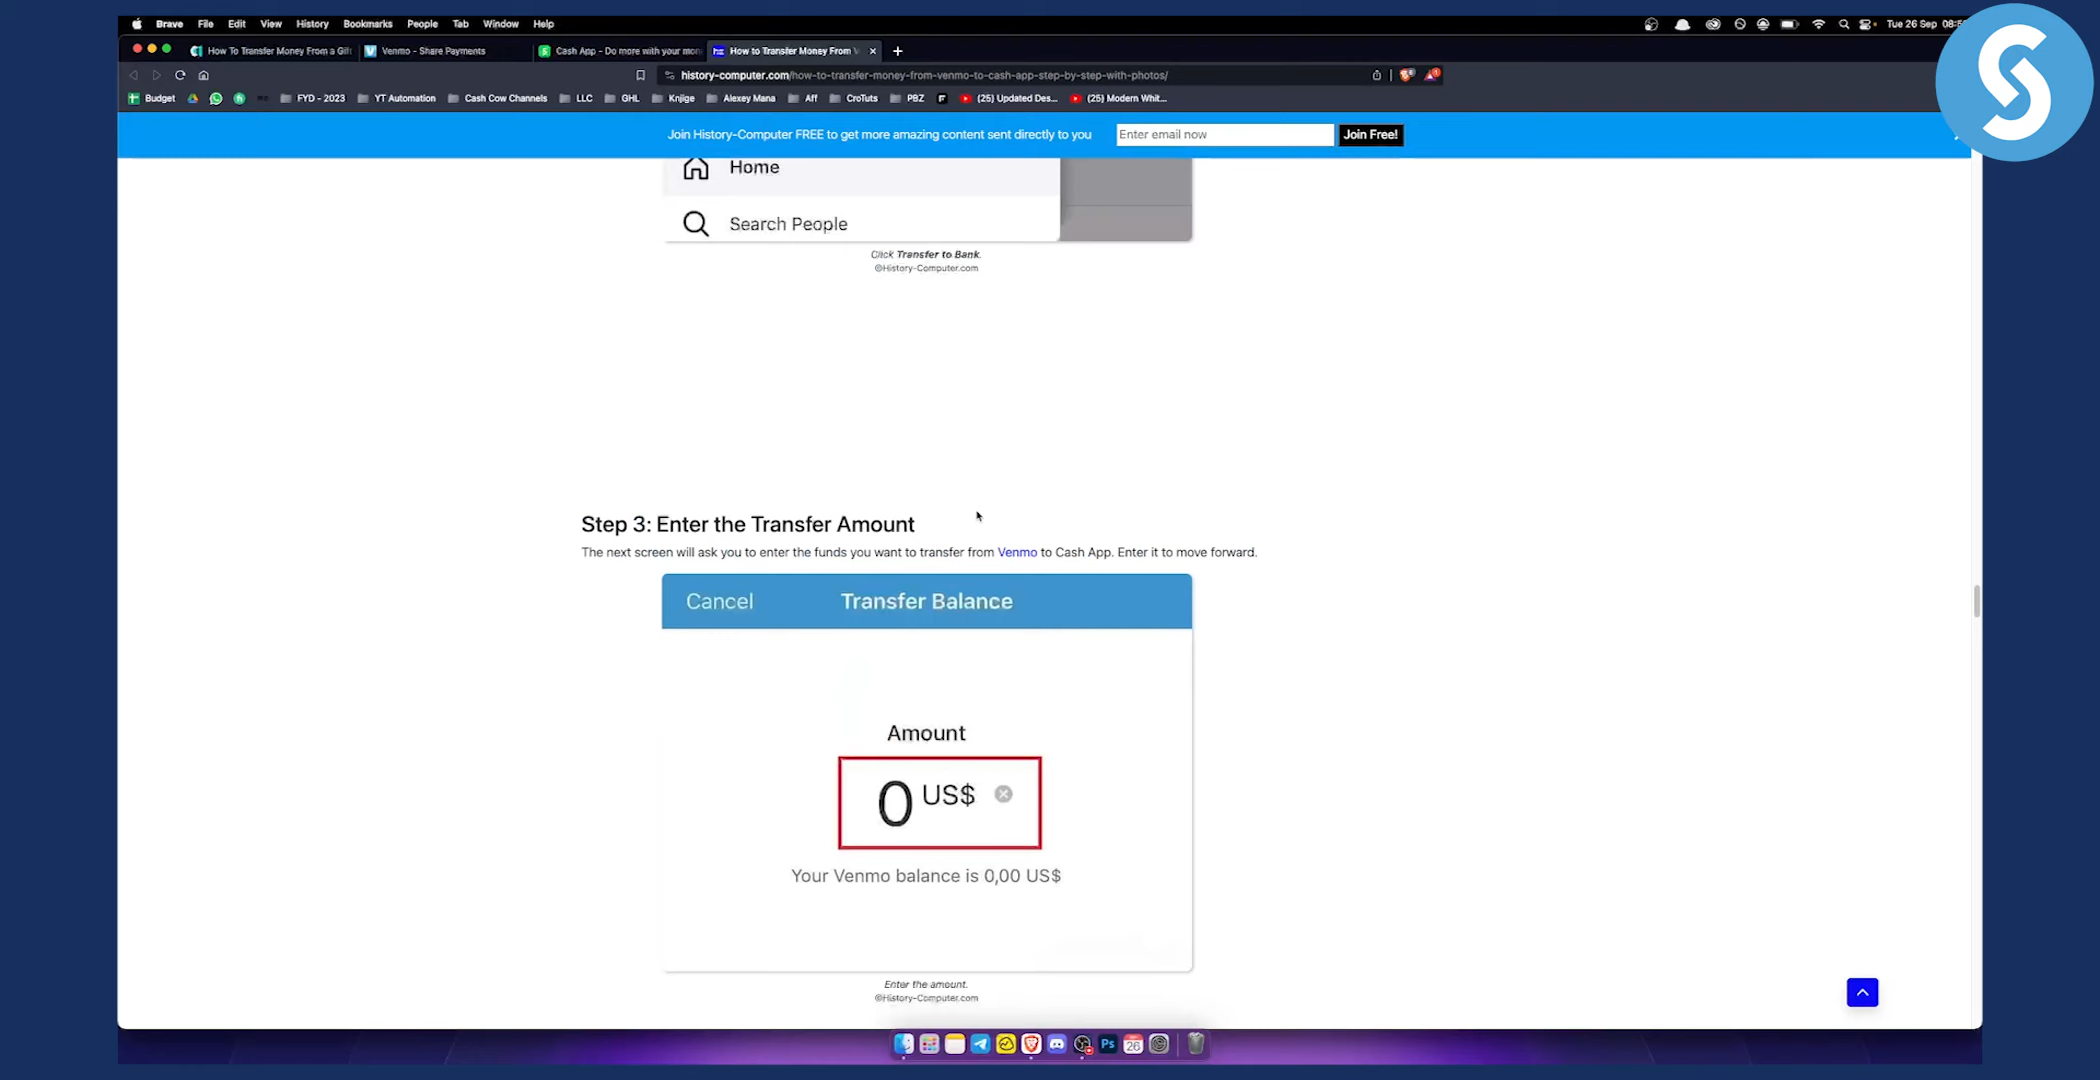 Brave File Edit View History Bookmarks People Tab Window Help Tue 26 Sep
How To Transfer Money From a Gift Venmo - Share Payments Cash App - Do more with your mon How to Transfer Money From V
history-computer.com/how-to-transfer-money-from-venmo-to-cash-app-step-by-step-with-photos/
Budget FYD - 2023 YT Automation Cash Cow Channels LLC GHL Knjige Alexey Mana Aff CroTuts PBZ (25) Updated Des... (25) Modern Whit...
Join History-Computer FREE to get more amazing content sent directly to you Enter email now Join Free!
Home
Search People
Click Transfer to Bank.
©History-Computer.com
Step 3: Enter the Transfer Amount
The next screen will ask you to enter the funds you want to transfer from Venmo to Cash App. Enter it to move forward.
Cancel Transfer Balance
Amount
0 US$
Your Venmo balance is 0,00 US$
Enter the amount.
©History-Computer.com
Ps 26